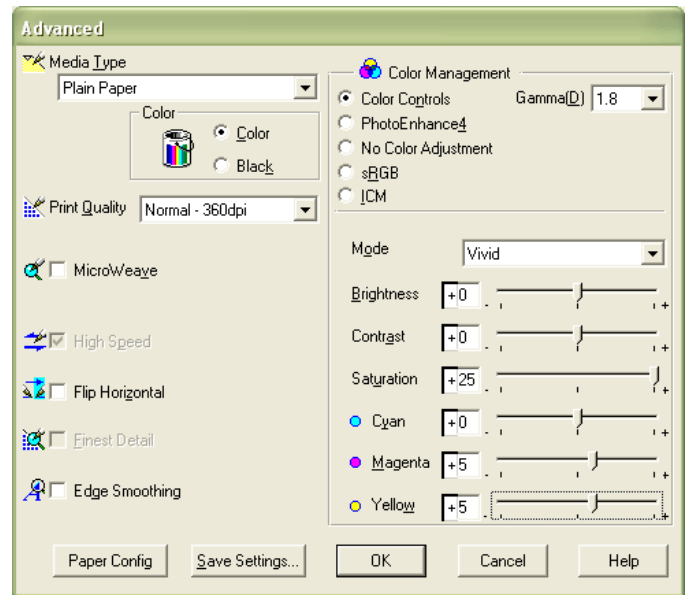 Advanced
Media Type
Plain Paper
Color
Color
Black
Print Quality Normal - 360dpi
MicroWeave
High Speed
Flip Horizontal
Finest Detail
Edge Smoothing
Color Management
Color Controls Gamma(D) 1.8
PhotoEnhance4
No Color Adjustment
sRGB
ICM
Mode Vivid
Brightness +0 - +
Contrast +0 - +
Saturation +25 - +
Cyan +0 - +
Magenta +5 - +
Yellow +5 - +
Paper Config Save Settings... OK Cancel Help